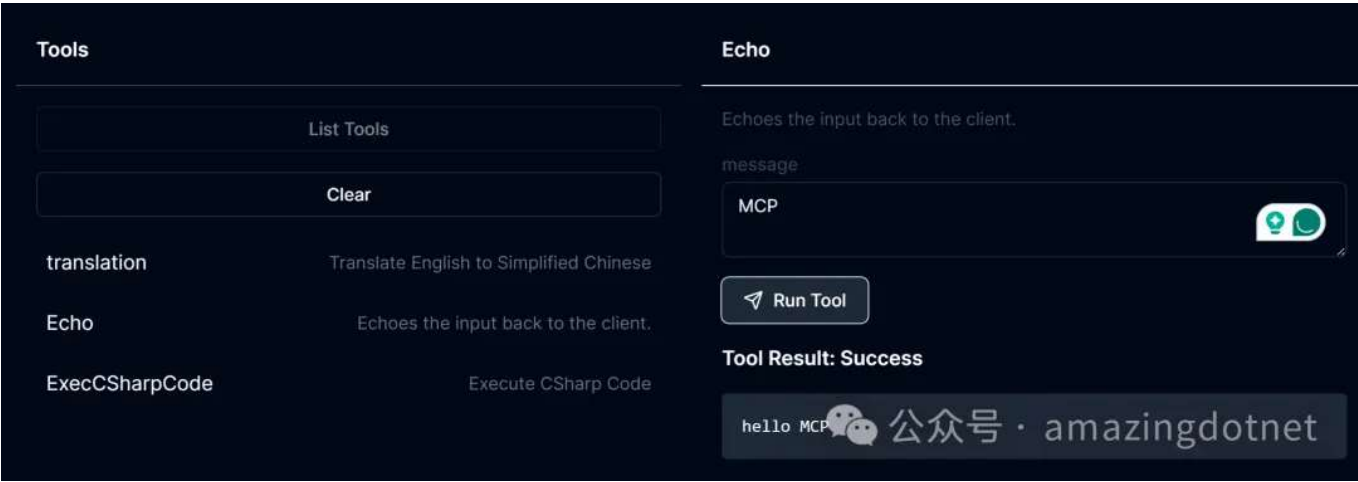 Tools
List Tools
Clear
translation Translate English to Simplified Chinese
Echo Echoes the input back to the client.
ExecCSharpCode Execute CSharp Code
Echo
Echoes the input back to the client.
message
MCP
Run Tool
Tool Result: Success
hello MCP
公众号 · amazingdotnet